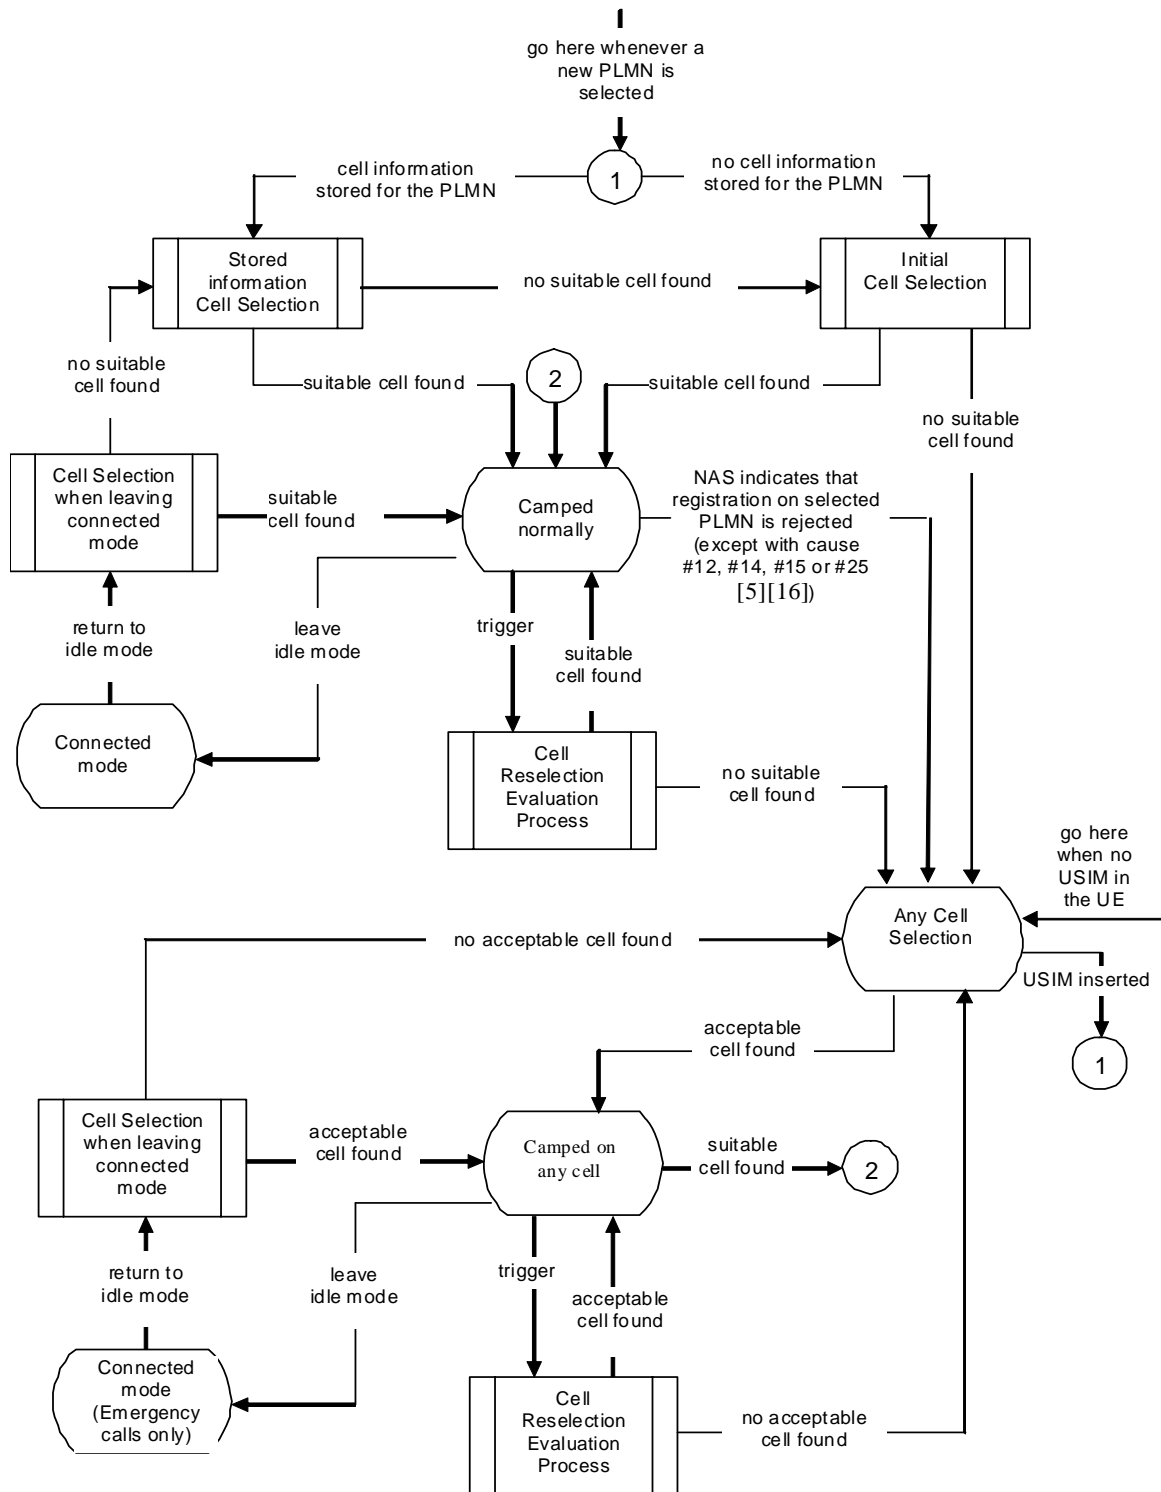 go here whenever a
new PLMN is
selected
1
cell information
stored for the PLMN
no cell information
stored for the PLMN
Stored
information
Cell Selection
no suitable cell found
Initial
Cell Selection
no suitable
cell found
suitable cell found
2
suitable cell found
no suitable
cell found
Cell Selection
when leaving
connected
mode
suitable
cell found
Camped
normally
NAS indicates that
registration on selected
PLMN is rejected
(except with cause
#12, #14, #15 or #25
[5][16])
return to
idle mode
leave
idle mode
trigger
suitable
cell found
Connected
mode
Cell
Reselection
Evaluation
Process
no suitable
cell found
go here
when no
USIM in
the UE
Any Cell
Selection
no acceptable cell found
USIM inserted
1
acceptable
cell found
Cell Selection
when leaving
connected
mode
acceptable
cell found
Camped on
any cell
suitable
cell found
2
return to
idle mode
leave
idle mode
trigger
acceptable
cell found
Connected
mode
(Emergency
calls only)
Cell
Reselection
Evaluation
Process
no acceptable
cell found